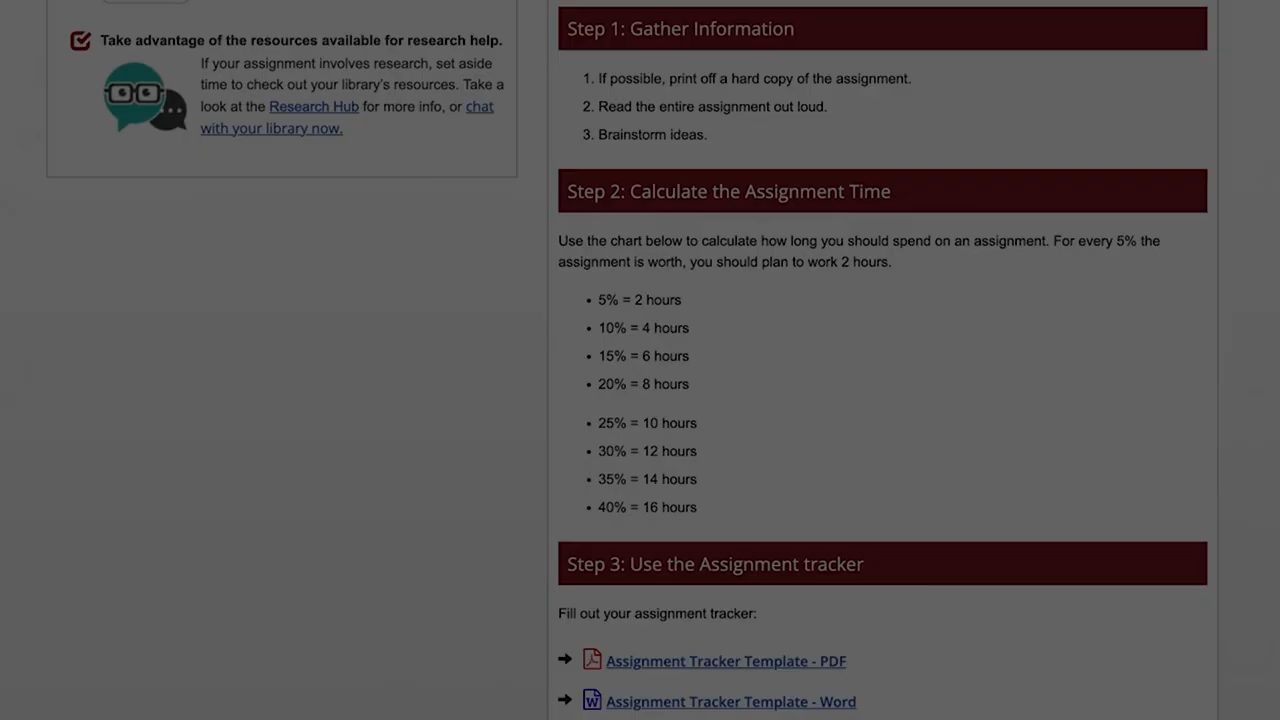 Take advantage of the resources available for research help.
If your assignment involves research, set aside
time to check out your library's resources. Take a
look at the Research Hub for more info, or chat
with your library now.
Step 1: Gather Information
1. If possible, print off a hard copy of the assignment.
2. Read the entire assignment out loud.
3. Brainstorm ideas.
Step 2: Calculate the Assignment Time
Use the chart below to calculate how long you should spend on an assignment. For every 5% the
assignment is worth, you should plan to work 2 hours.
• 5% = 2 hours
• 10% = 4 hours
• 15% = 6 hours
• 20% = 8 hours
• 25% = 10 hours
• 30% = 12 hours
• 35% = 14 hours
• 40% = 16 hours
Step 3: Use the Assignment tracker
Fill out your assignment tracker:
Assignment Tracker Template - PDF
Assignment Tracker Template - Word